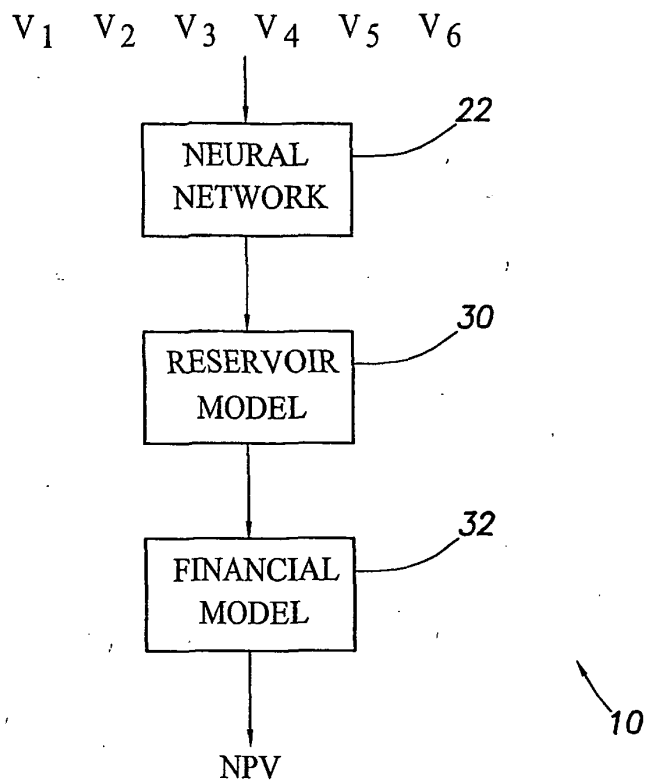 V1 V2 V3 V4 V5 V6
22
NEURAL
NETWORK
30
RESERVOIR
MODEL
32
FINANCIAL
MODEL
10
NPV